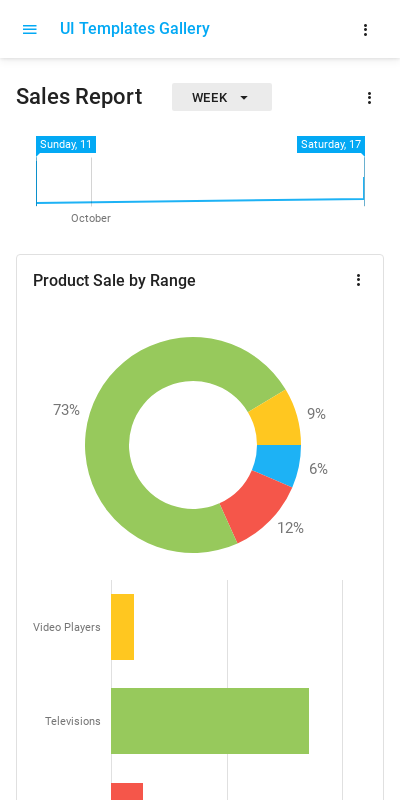 UI Templates Gallery
Sales Report
WEEK
Sunday, 11
Saturday, 17
October
Product Sale by Range
73%
9%
6%
12%
Video Players
Televisions